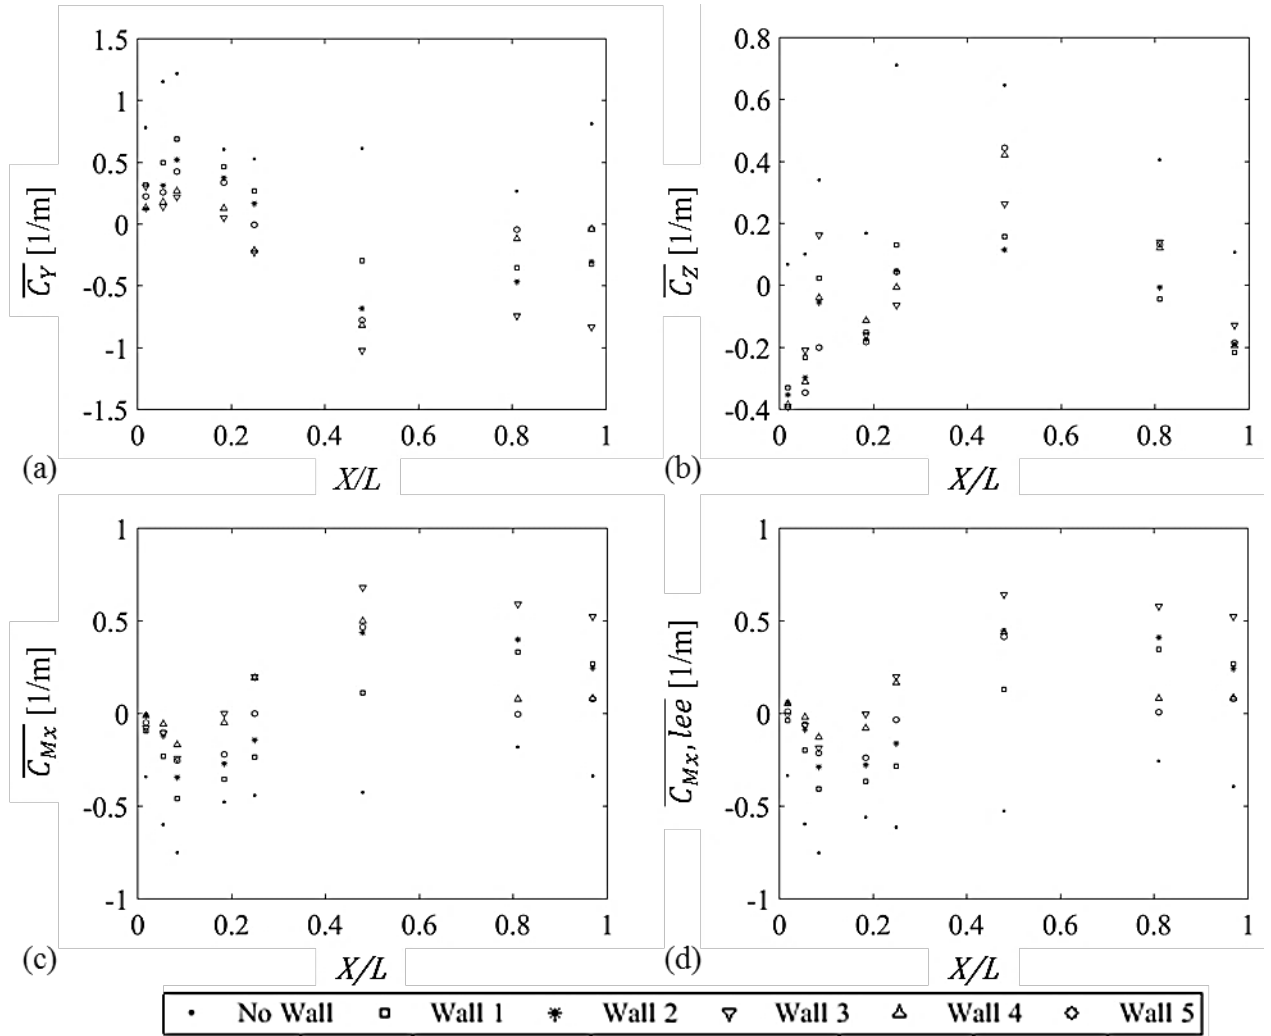 1.5
1
0.5
0
-0.5
-1
-1.5
0 0.2 0.4 0.6 0.8 1
C_Y [1/m]
(a)
X/L
0.8
0.6
0.4
0.2
0
-0.2
-0.4
0 0.2 0.4 0.6 0.8 1
C_Z [1/m]
(b)
X/L
1
0.5
0
-0.5
-1
0 0.2 0.4 0.6 0.8 1
C_Mx [1/m]
(c)
X/L
1
0.5
0
-0.5
-1
0 0.2 0.4 0.6 0.8 1
C_Mx,lee [1/m]
(d)
X/L
No Wall Wall 1 Wall 2 Wall 3 Wall 4 Wall 5